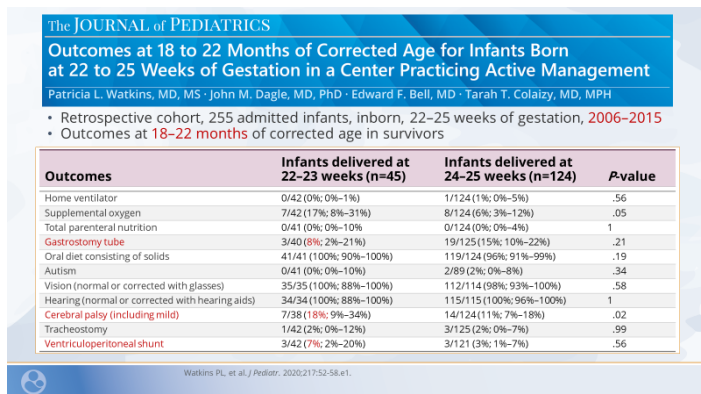 The JOURNAL of PEDIATRICS
Outcomes at 18 to 22 Months of Corrected Age for Infants Born
at 22 to 25 Weeks of Gestation in a Center Practicing Active Management
Patricia L. Watkins, MD, MS · John M. Dagle, MD, PhD · Edward F. Bell, MD · Tarah T. Colaizy, MD, MPH
• Retrospective cohort, 255 admitted infants, inborn, 22–25 weeks of gestation, 2006–2015
• Outcomes at 18–22 months of corrected age in survivors
Outcomes Infants delivered at 22–23 weeks (n=45) Infants delivered at 24–25 weeks (n=124) P-value
Home ventilator 0/42 (0%; 0%–1%) 1/124 (1%; 0%–5%) .56
Supplemental oxygen 7/42 (17%; 8%–31%) 8/124 (6%; 3%–12%) .05
Total parenteral nutrition 0/41 (0%; 0%-10% 0/124 (0%; 0%–4%) 1
Gastrostomy tube 3/40 (8%; 2%–21%) 19/125 (15%; 10%–22%) .21
Oral diet consisting of solids 41/41 (100%; 90%–100%) 119/124 (96%; 91%–99%) .19
Autism 0/41 (0%; 0%–10%) 2/89 (2%; 0%–8%) .34
Vision (normal or corrected with glasses) 35/35 (100%; 88%–100%) 112/114 (98%; 93%–100%) .58
Hearing (normal or corrected with hearing aids) 34/34 (100%; 88%–100%) 115/115 (100%; 96%–100%) 1
Cerebral palsy (including mild) 7/38 (18%; 9%–34%) 14/124 (11%; 7%–18%) .02
Tracheostomy 1/42 (2%; 0%–12%) 3/125 (2%; 0%–7%) .99
Ventriculoperitoneal shunt 3/42 (7%; 2%–20%) 3/121 (3%; 1%–7%) .56
Watkins PL, et al. J Pediatr. 2020;217:52-58.e1.